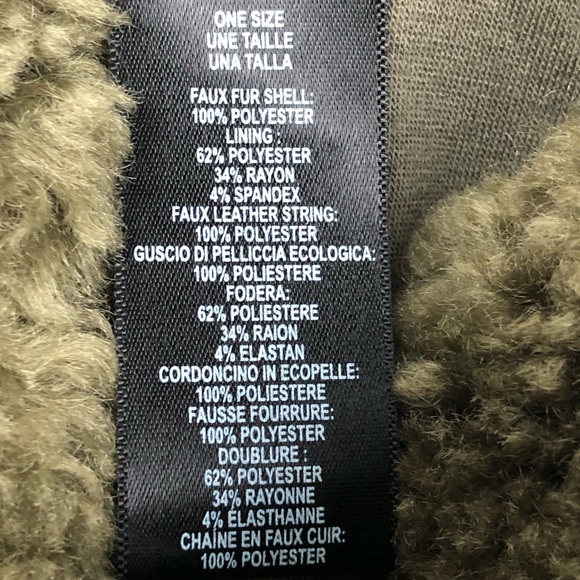 ONE SIZE
UNE TAILLE
UNA TALLA
FAUX FUR SHELL:
100% POLYESTER
LINING :
62% POLYESTER
34% RAYON
4% SPANDEX
FAUX LEATHER STRING:
100% POLYESTER
GUSCIO DI PELLICCIA ECOLOGICA:
100% POLIESTERE
FODERA:
62% POLIESTERE
34% RAION
4% ELASTAN
CORDONCINO IN ECOPELLE:
100% POLIESTERE
FAUSSE FOURRURE:
100% POLYESTER
DOUBLURE :
62% POLYESTER
34% RAYONNE
4% ÉLASTHANNE
CHAÎNE EN FAUX CUIR:
100% POLYESTER